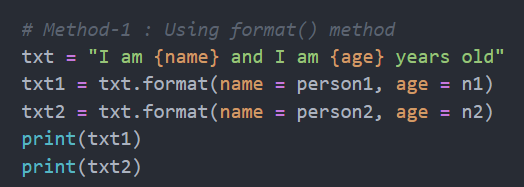 # Method-1 : Using format() method
txt = "I am {name} and I am {age} years old"
txt1 = txt.format(name = person1, age = n1)
txt2 = txt.format(name = person2, age = n2)
print(txt1)
print(txt2)